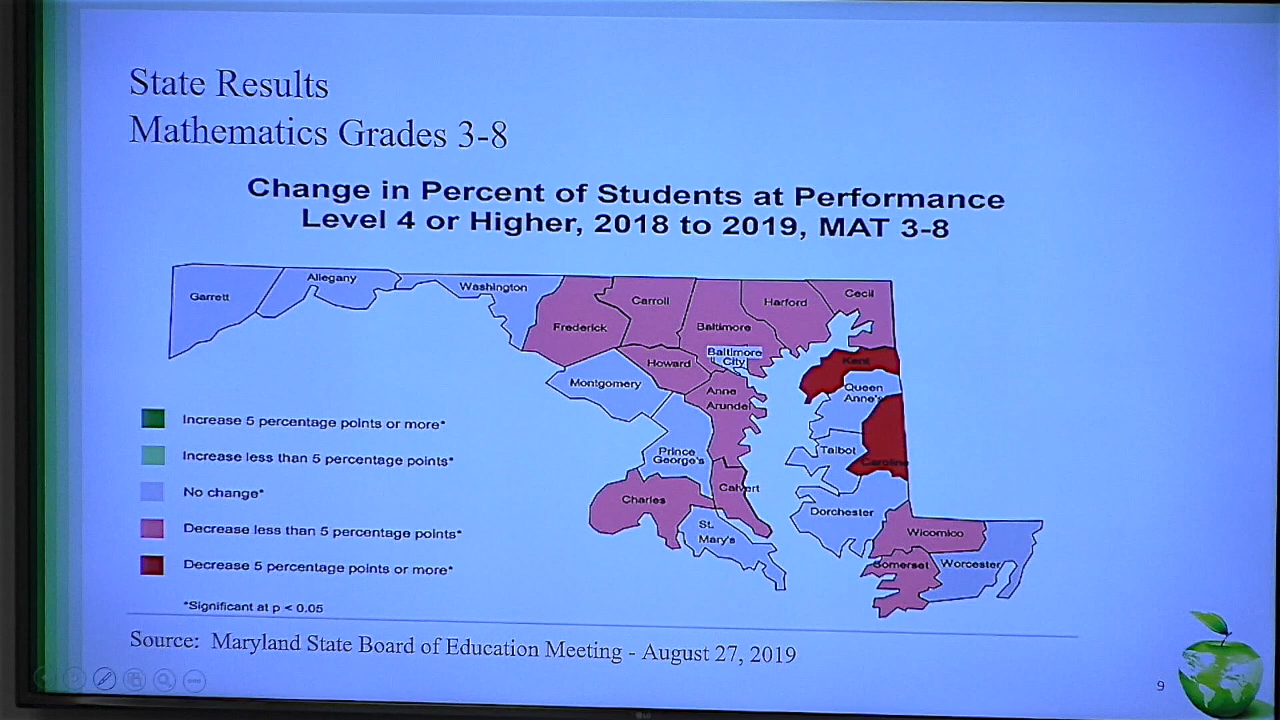 State Results
Mathematics Grades 3-8
Change in Percent of Students at Performance
Level 4 or Higher, 2018 to 2019, MAT 3-8
Garrett
Allegany
Washington
Frederick
Carroll
Baltimore
Harford
Cecil
Baltimore
City
Howard
Kent
Montgomery
Queen
Anne's
Anne
Arundel
Prince
George's
Talbot
Caroline
Charles
Calvert
St.
Mary's
Dorchester
Wicomico
Somerset
Worcester
Increase 5 percentage points or more*
Increase less than 5 percentage points*
No change*
Decrease less than 5 percentage points*
Decrease 5 percentage points or more*
*Significant at p < 0.05
Source: Maryland State Board of Education Meeting - August 27, 2019
9
LG